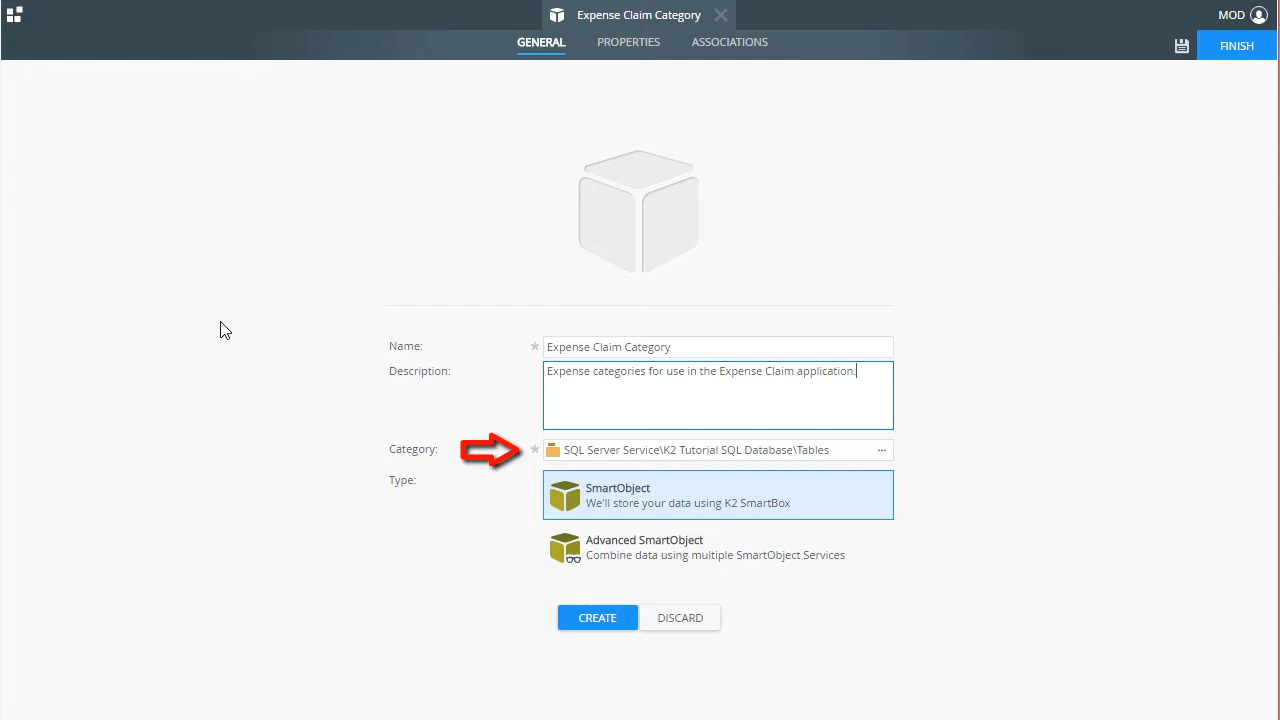 Expense Claim Category
MOD
GENERAL PROPERTIES ASSOCIATIONS
FINISH
Name: * Expense Claim Category
Description: Expense categories for use in the Expense Claim application.
Category: * SQL Server Service\K2 Tutorial SQL Database\Tables ...
Type:
SmartObject
We'll store your data using K2 SmartBox
Advanced SmartObject
Combine data using multiple SmartObject Services
CREATE DISCARD